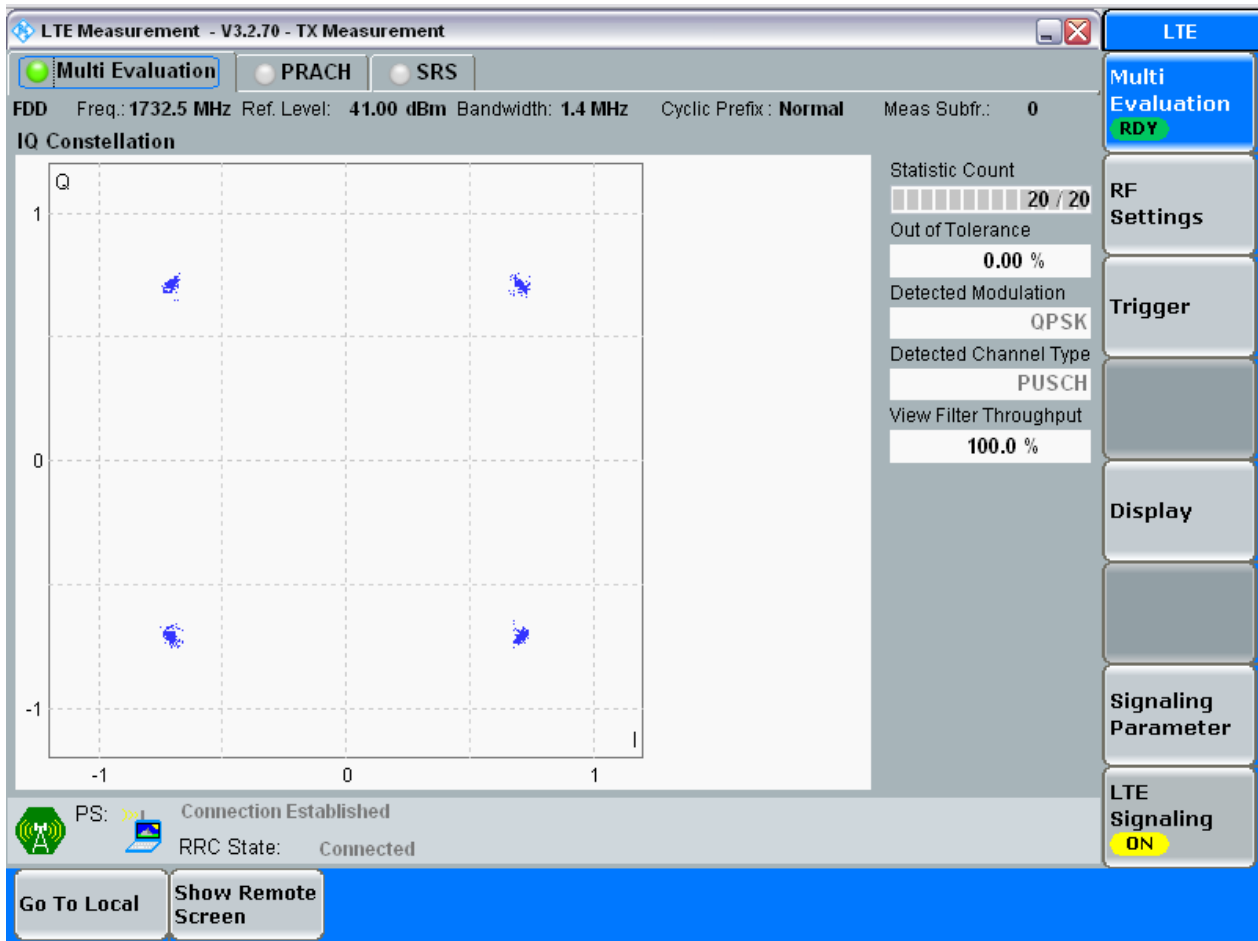 LTE Measurement - V3.2.70 - TX Measurement
LTE
Multi Evaluation PRACH SRS
FDD Freq.: 1732.5 MHz Ref. Level: 41.00 dBm Bandwidth: 1.4 MHz Cyclic Prefix : Normal Meas Subfr.: 0
IQ Constellation
Q
1
0
-1
I
-1 0 1
Statistic Count
20 / 20
Out of Tolerance
0.00 %
Detected Modulation
QPSK
Detected Channel Type
PUSCH
View Filter Throughput
100.0 %
Multi
Evaluation
RDY
RF
Settings
Trigger
Display
Signaling
Parameter
LTE
Signaling
ON
PS: Connection Established
RRC State: Connected
Go To Local
Show Remote
Screen